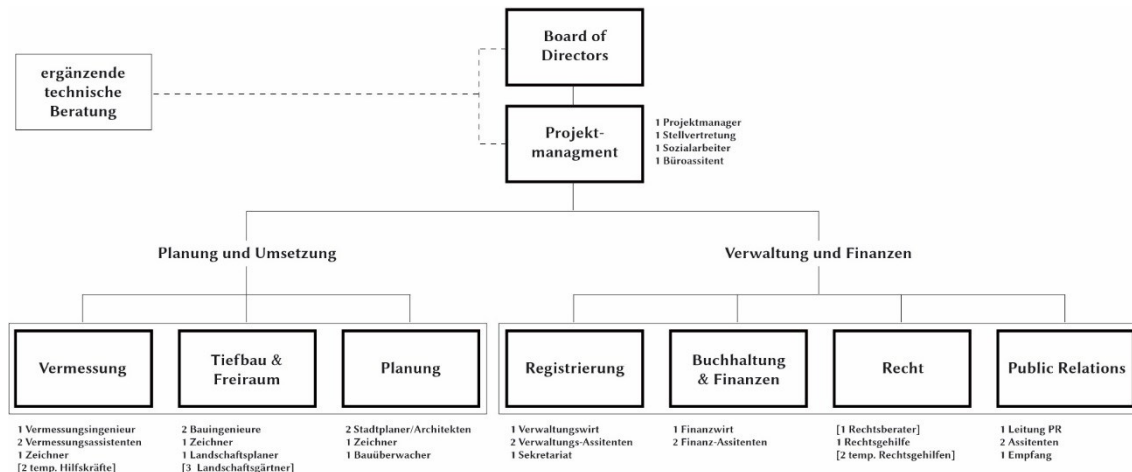 Board of
Directors
ergänzende
technische
Beratung
Projekt-
managment
1 Projektmanager
1 Stellvertretung
1 Sozialarbeiter
1 Büroassitent
Planung und Umsetzung
Verwaltung und Finanzen
Vermessung
Tiefbau &
Freiraum
Planung
Registrierung
Buchhaltung
& Finanzen
Recht
Public Relations
1 Vermessungsingenieur
2 Vermessungsassistenten
1 Zeichner
[2 temp. Hilfskräfte]
2 Bauingenieure
1 Zeichner
1 Landschaftsplaner
[3 Landschaftsgärtner]
2 Stadtplaner/Architekten
1 Zeichner
1 Bauüberwacher
1 Verwaltungswirt
2 Verwaltungs-Assitenten
1 Sekretariat
1 Finanzwirt
2 Finanz-Assitenten
[1 Rechtsberater]
1 Rechtsgehilfe
[2 temp. Rechtsgehilfen]
1 Leitung PR
2 Assitenten
1 Empfang